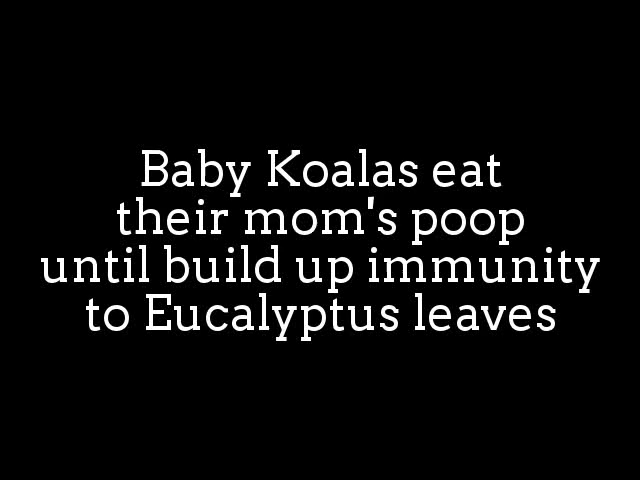 Baby Koalas eat
their mom's poop
until build up immunity
to Eucalyptus leaves